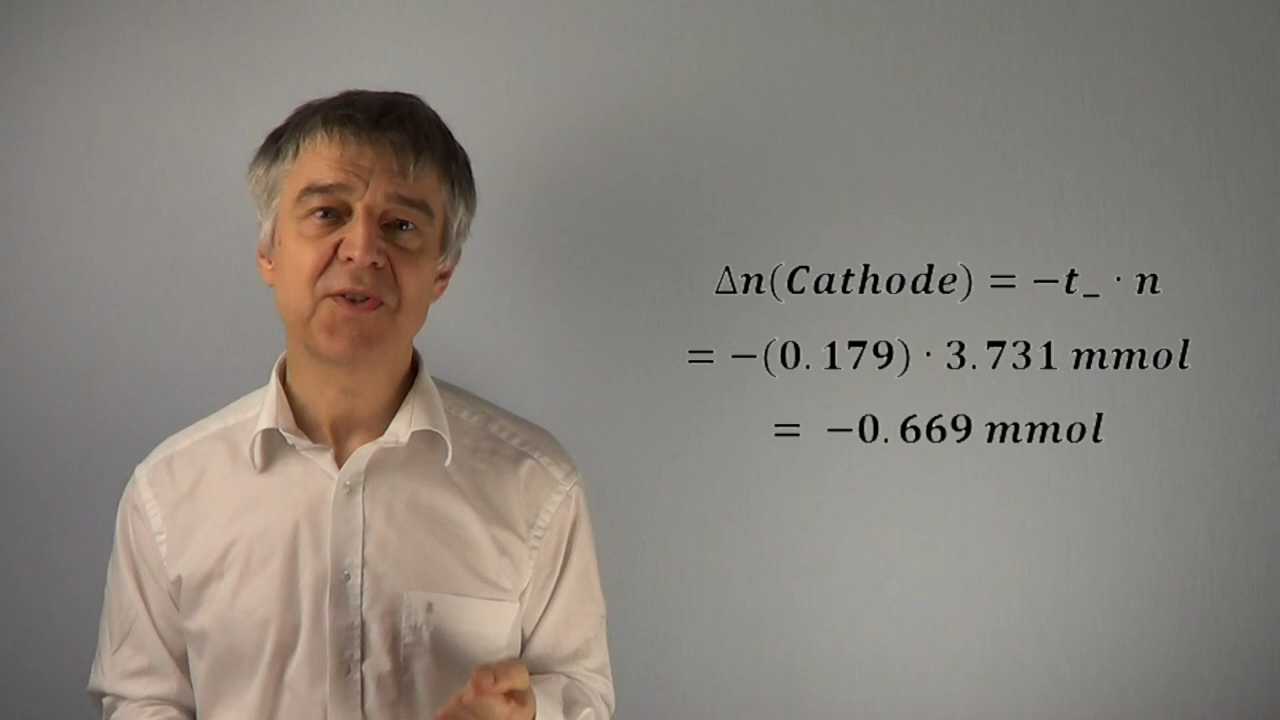 Δn(Cathode) = −t₋ · n
= −(0.179) · 3.731 mmol
= −0.669 mmol